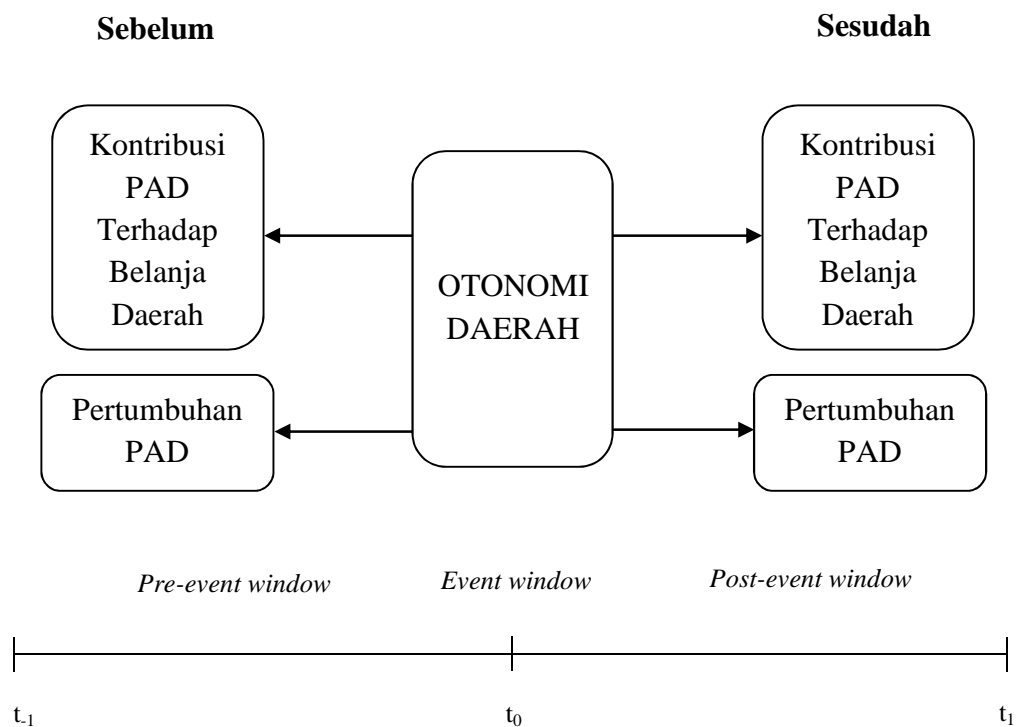 Sebelum
Sesudah
Kontribusi
PAD
Terhadap
Belanja
Daerah
OTONOMI
DAERAH
Kontribusi
PAD
Terhadap
Belanja
Daerah
Pertumbuhan
PAD
Pertumbuhan
PAD
Pre-event window
Event window
Post-event window
t-1
t0
t1